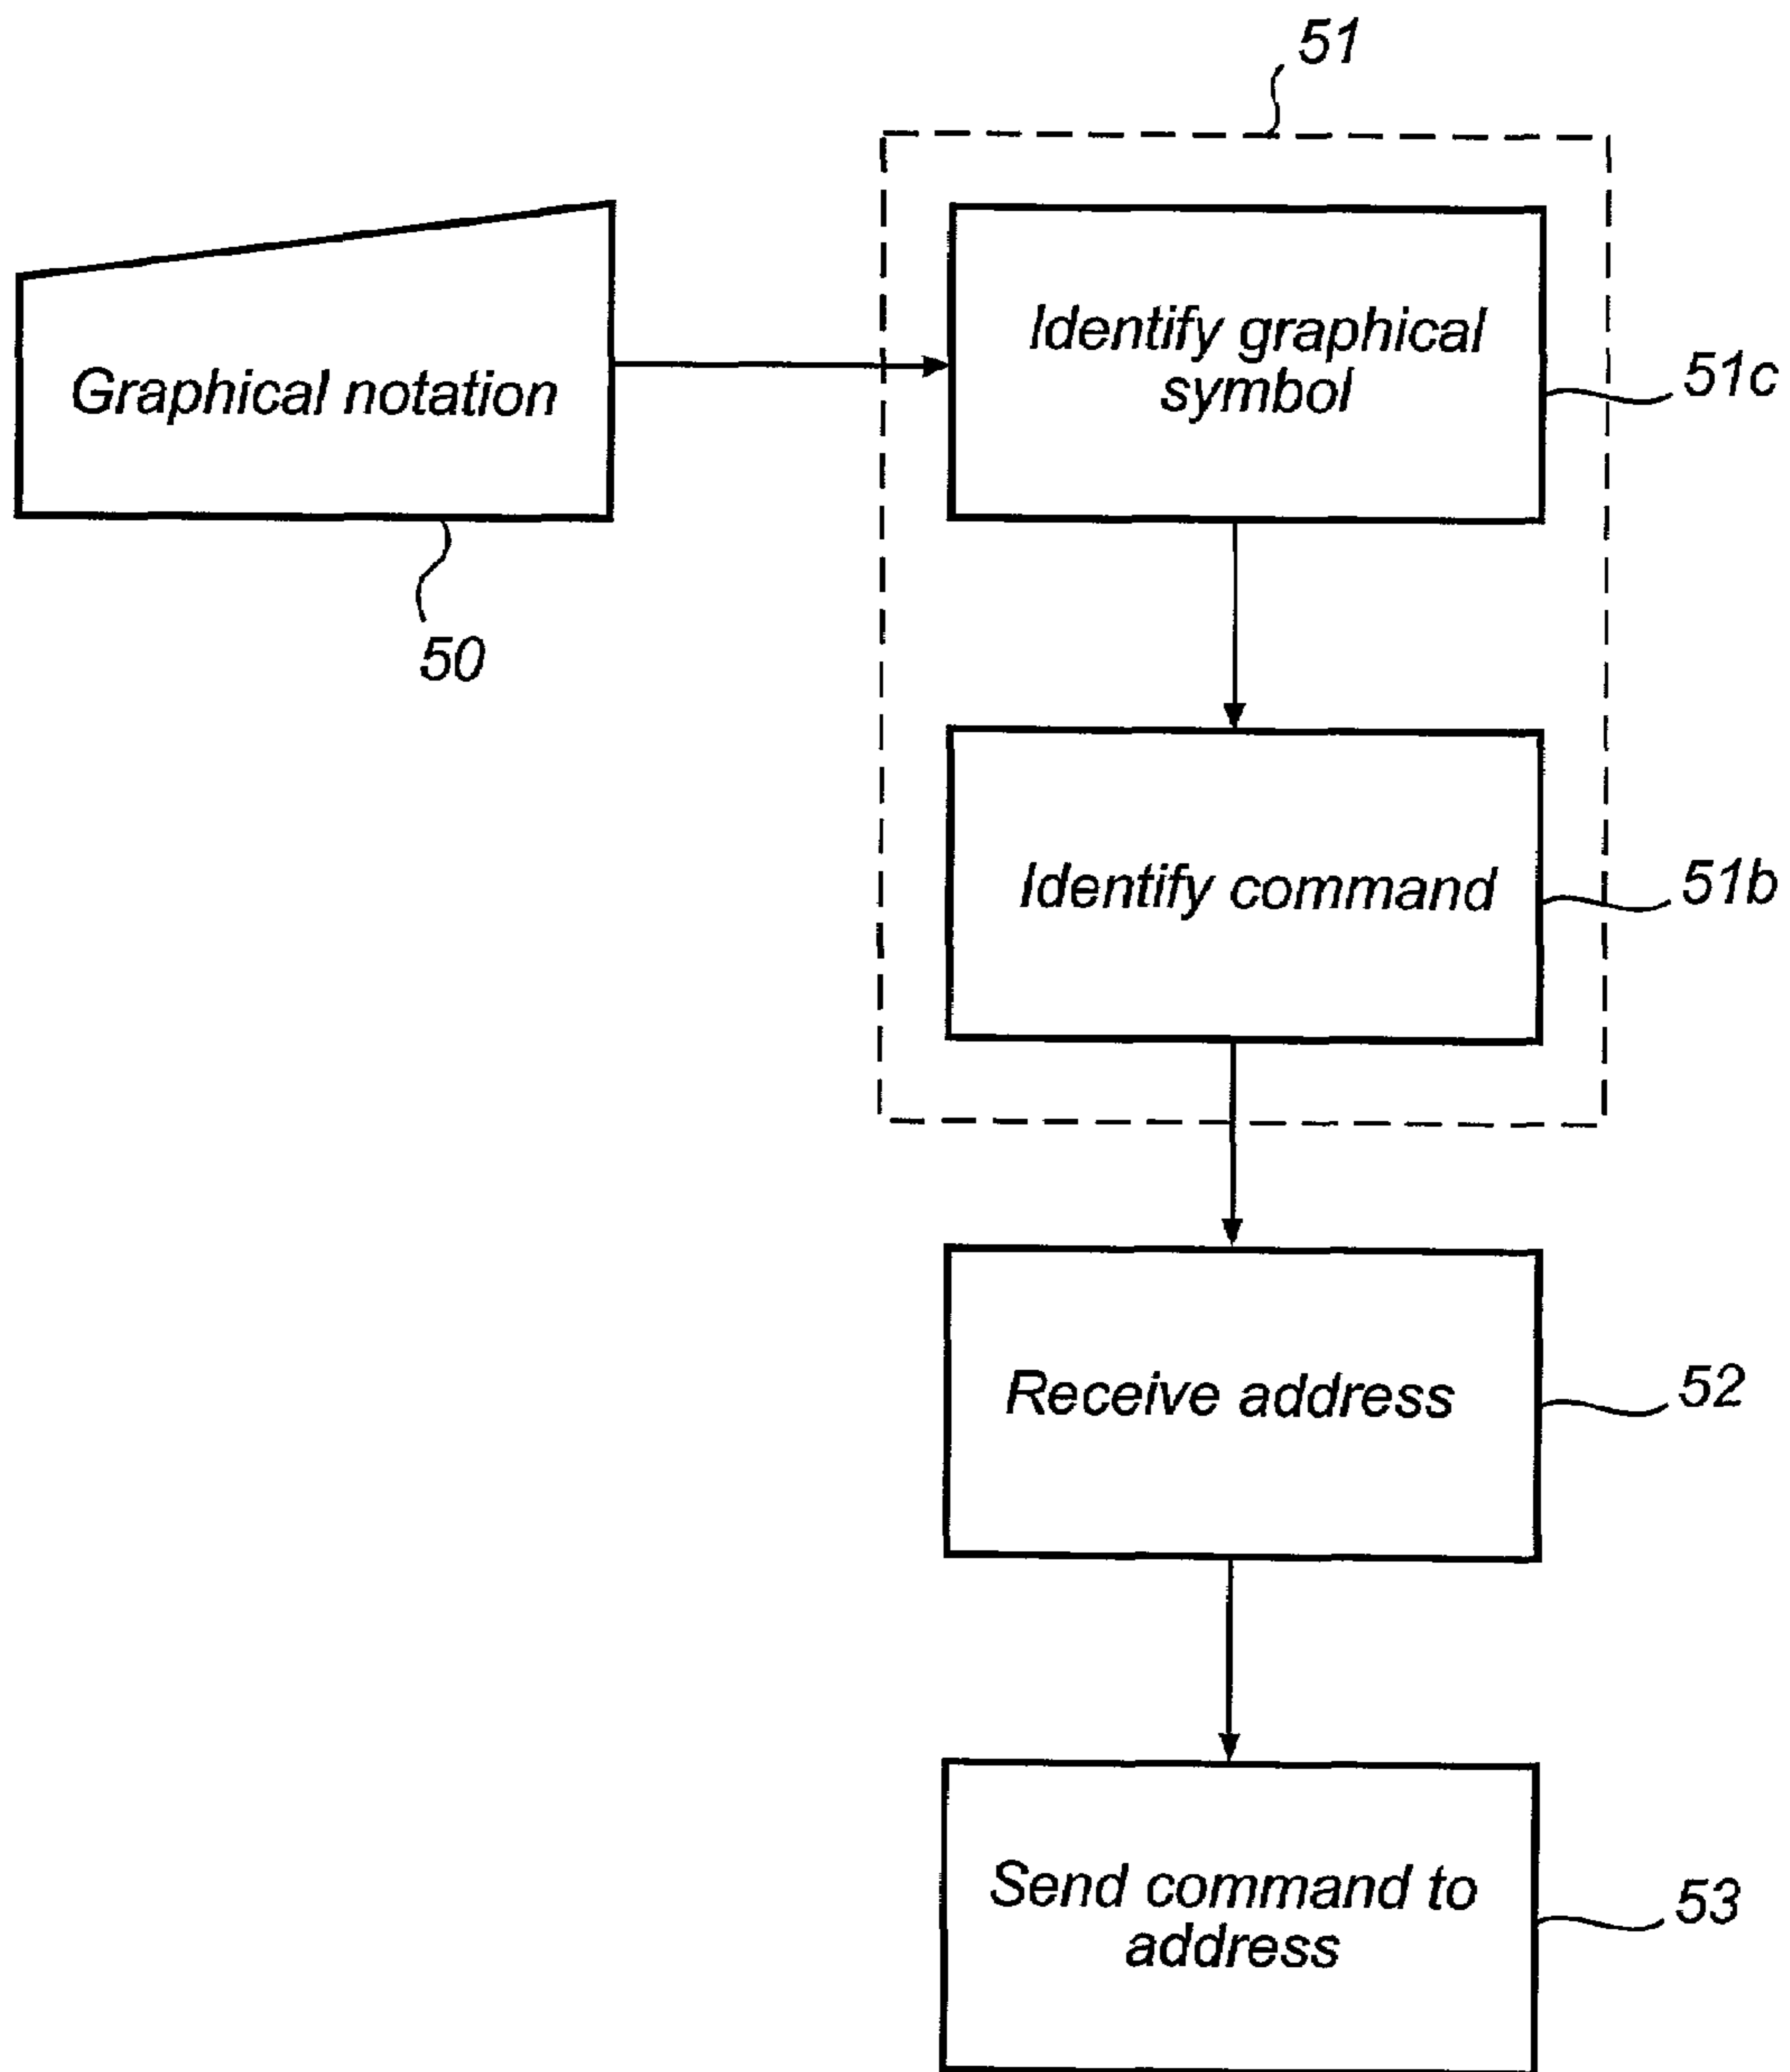 51
Identify graphical
symbol
51c
Graphical notation
50
Identify command
51b
Receive address
52
Send command to
address
53